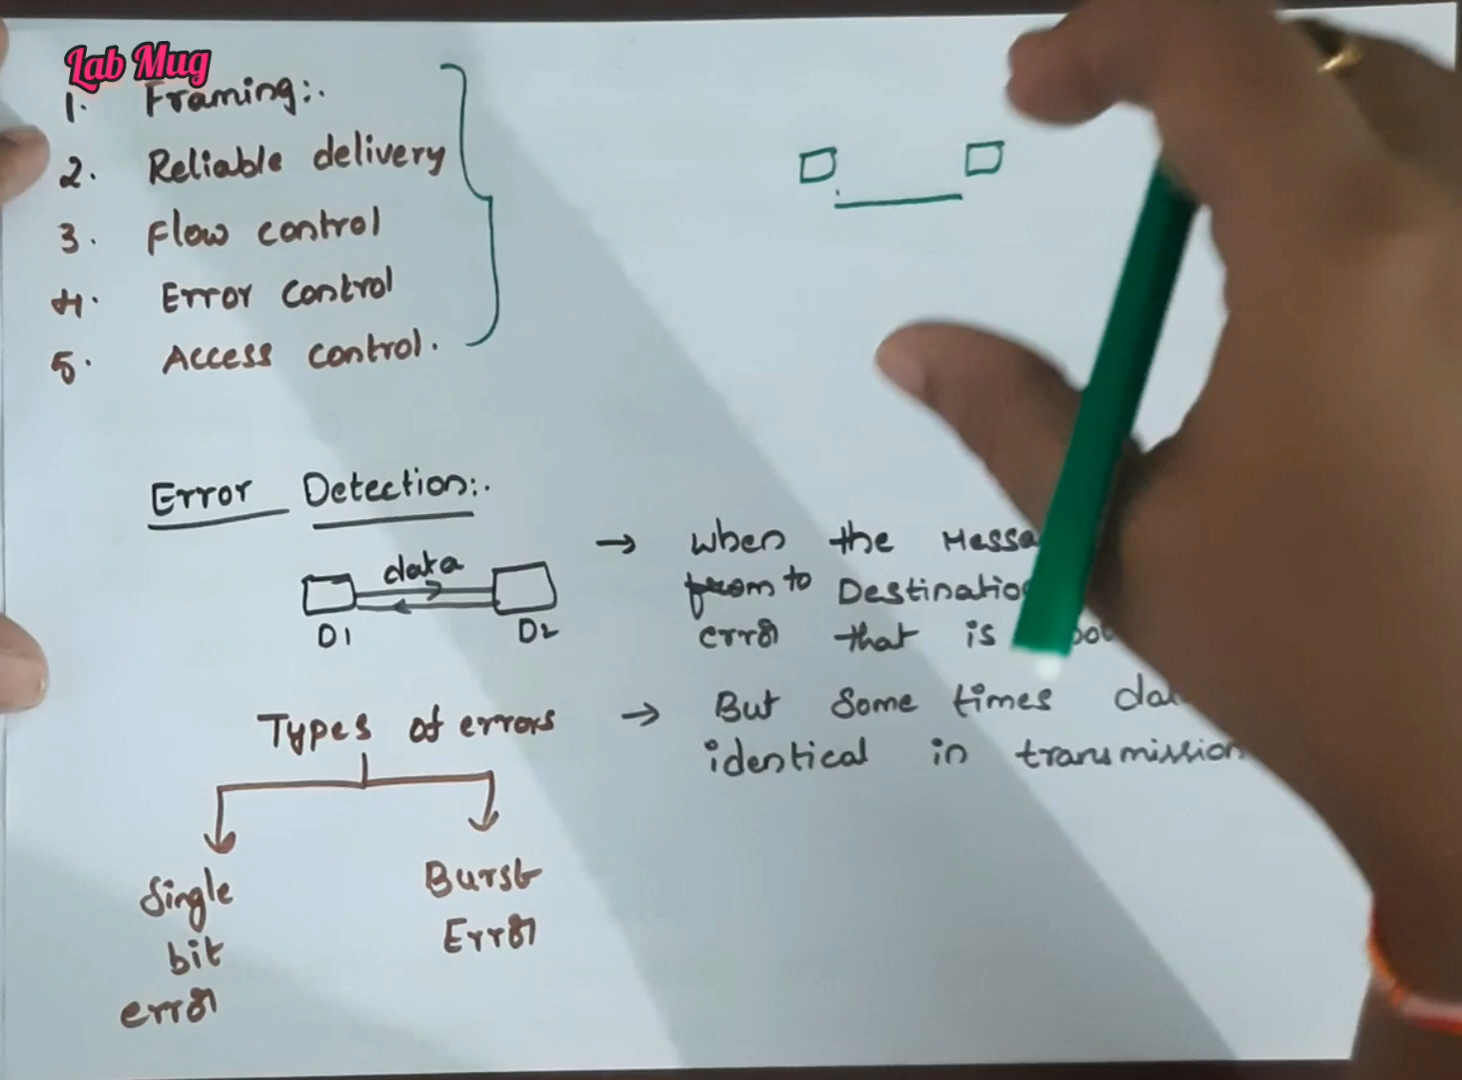 Lab Mug
1. Framing:.
2. Reliable delivery
3. Flow control
4. Error control
5. Access control.
Error Detection:.
data
D1 D2
→ when the
from to
error that is
→ But Some times
identical in transmission
Types of errors
Single
bit
error
Burst
Error